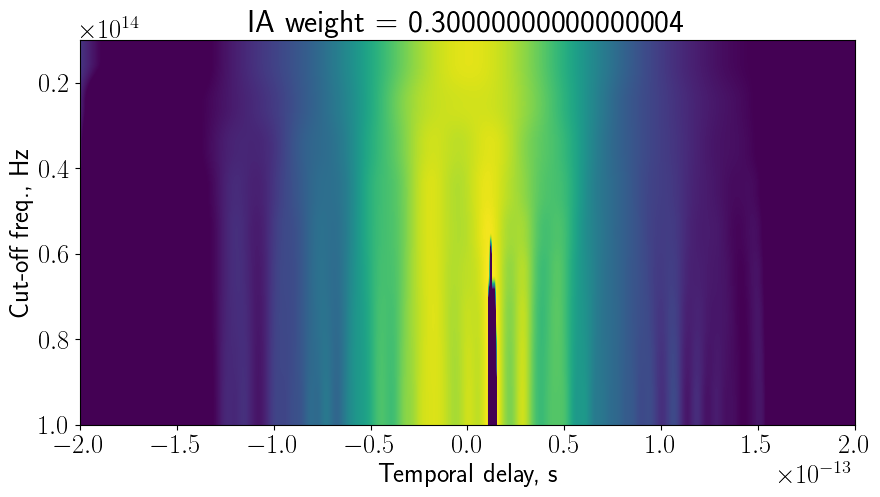 IA weight = 0.30000000000000004
×10¹⁴
0.2
0.4
0.6
0.8
1.0
Cut-off freq., Hz
−2.0 −1.5 −1.0 −0.5 0.0 0.5 1.0 1.5 2.0
Temporal delay, s
×10⁻¹³